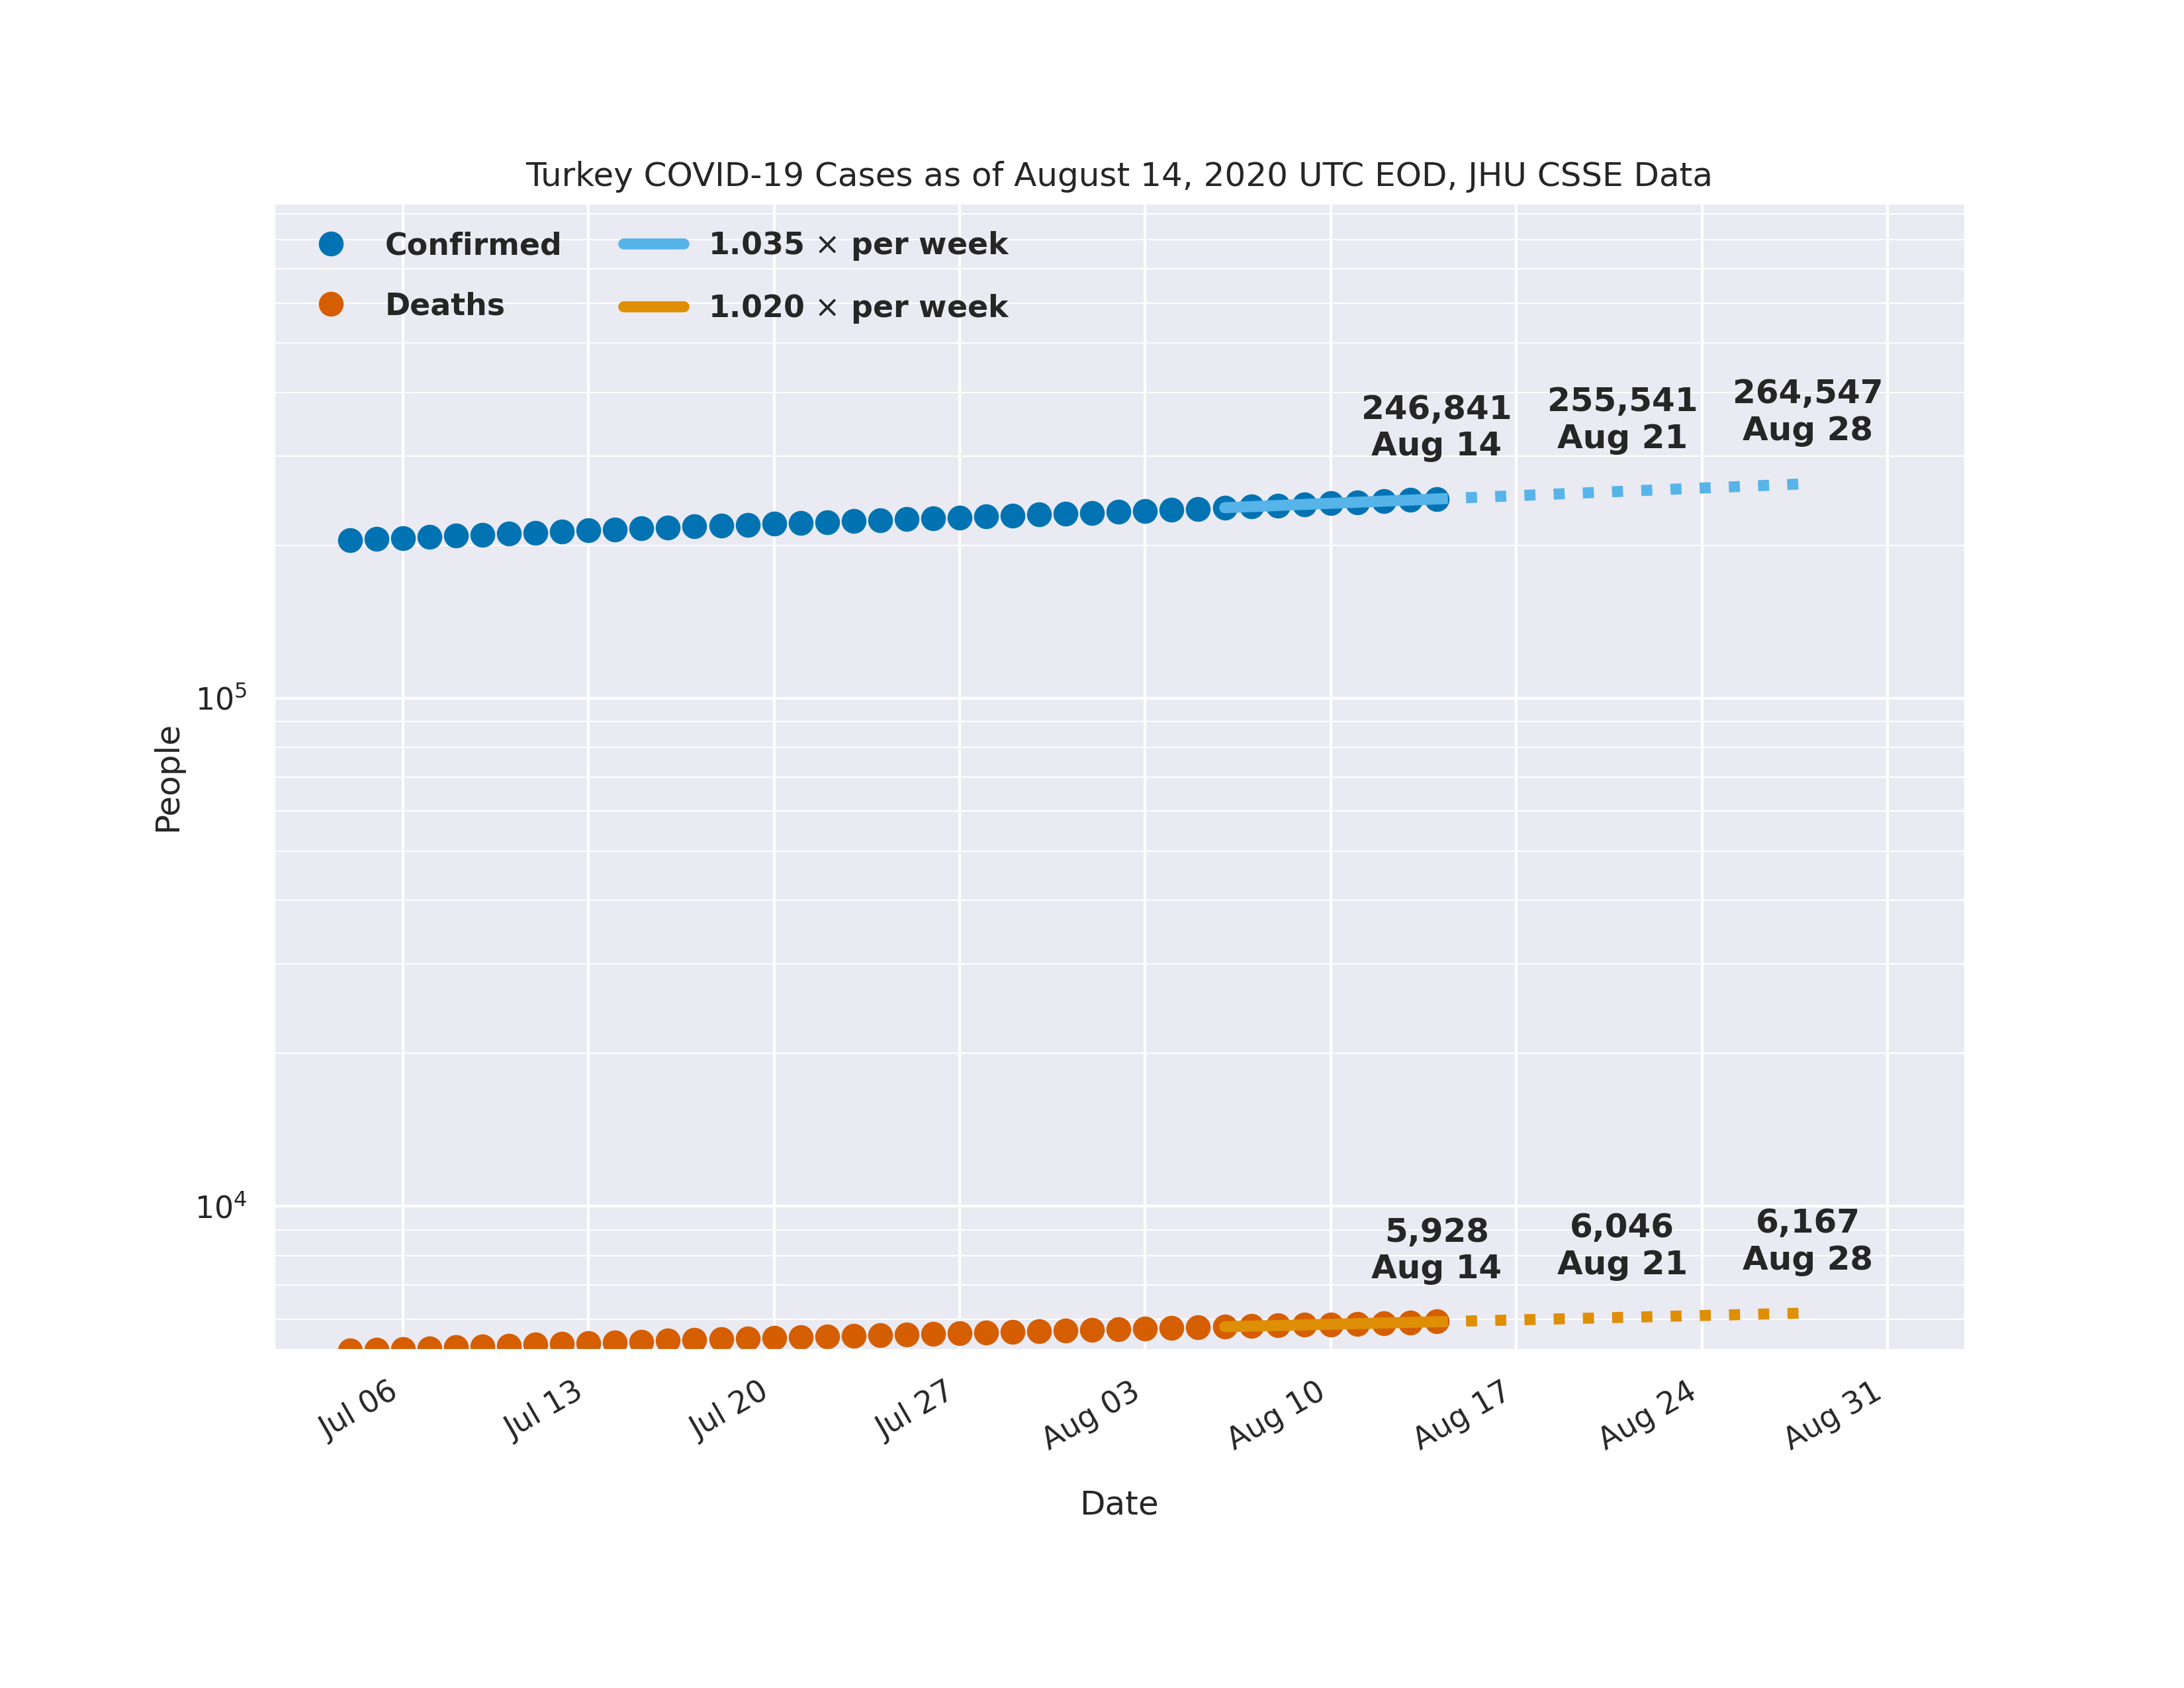 Turkey COVID-19 Cases as of August 14, 2020 UTC EOD, JHU CSSE Data
Confirmed
Deaths
1.035 × per week
1.020 × per week
246,841
Aug 14
255,541
Aug 21
264,547
Aug 28
10⁵
People
10⁴
5,928
Aug 14
6,046
Aug 21
6,167
Aug 28
Jul 06
Jul 13
Jul 20
Jul 27
Aug 03
Aug 10
Aug 17
Aug 24
Aug 31
Date